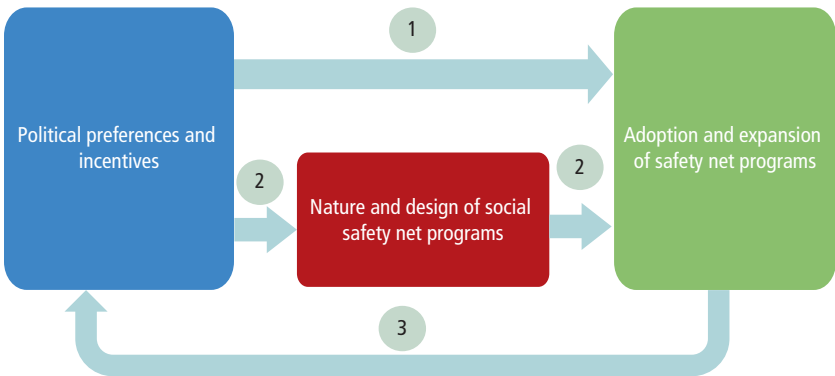 1
Political preferences and
incentives
Adoption and expansion
of safety net programs
2
2
Nature and design of social
safety net programs
3